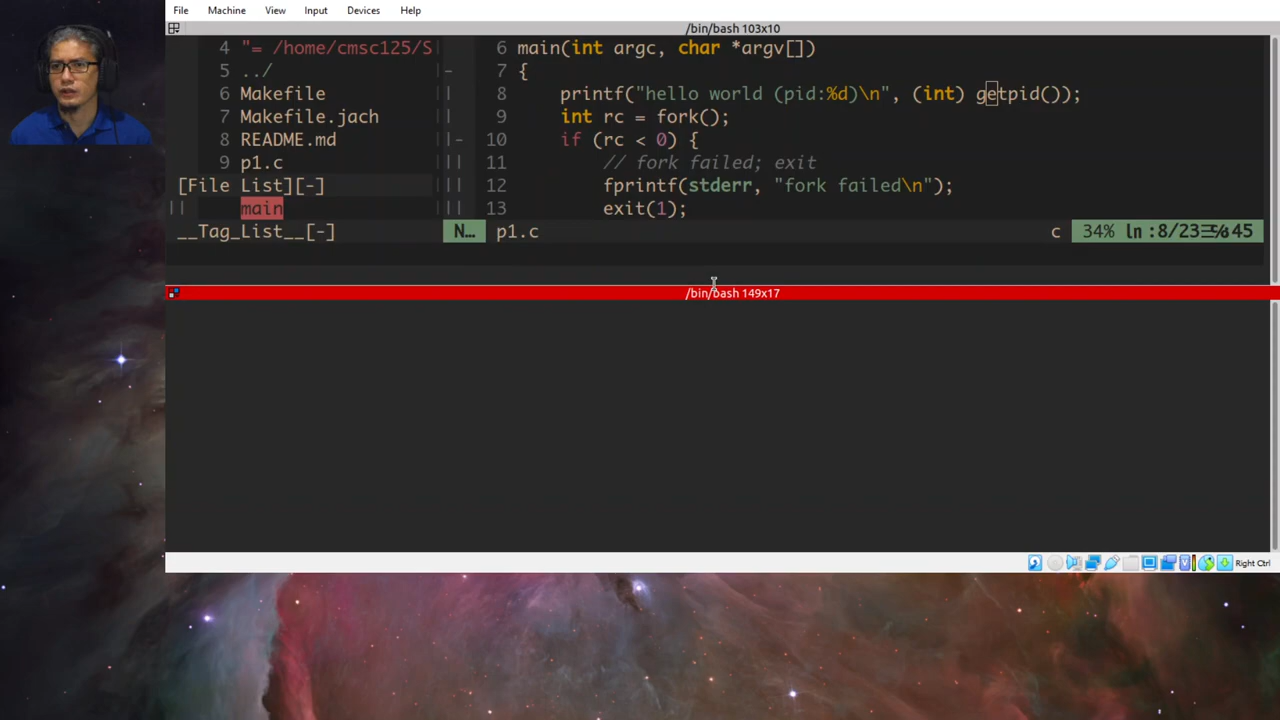 File Machine View Input Devices Help
/bin/bash 103x10
4 "= /home/cmsc125/S
5 ../
6 Makefile
7 Makefile.jach
8 README.md
9 p1.c
[File List][-]
main
__Tag_List__[-]
6 main(int argc, char *argv[])
7 {
8 printf("hello world (pid:%d)\n", (int) getpid());
9 int rc = fork();
10 if (rc < 0) {
11 // fork failed; exit
12 fprintf(stderr, "fork failed\n");
13 exit(1);
N… p1.c c 34% ln :8/23
/bin/bash 149x17
Right Ctrl